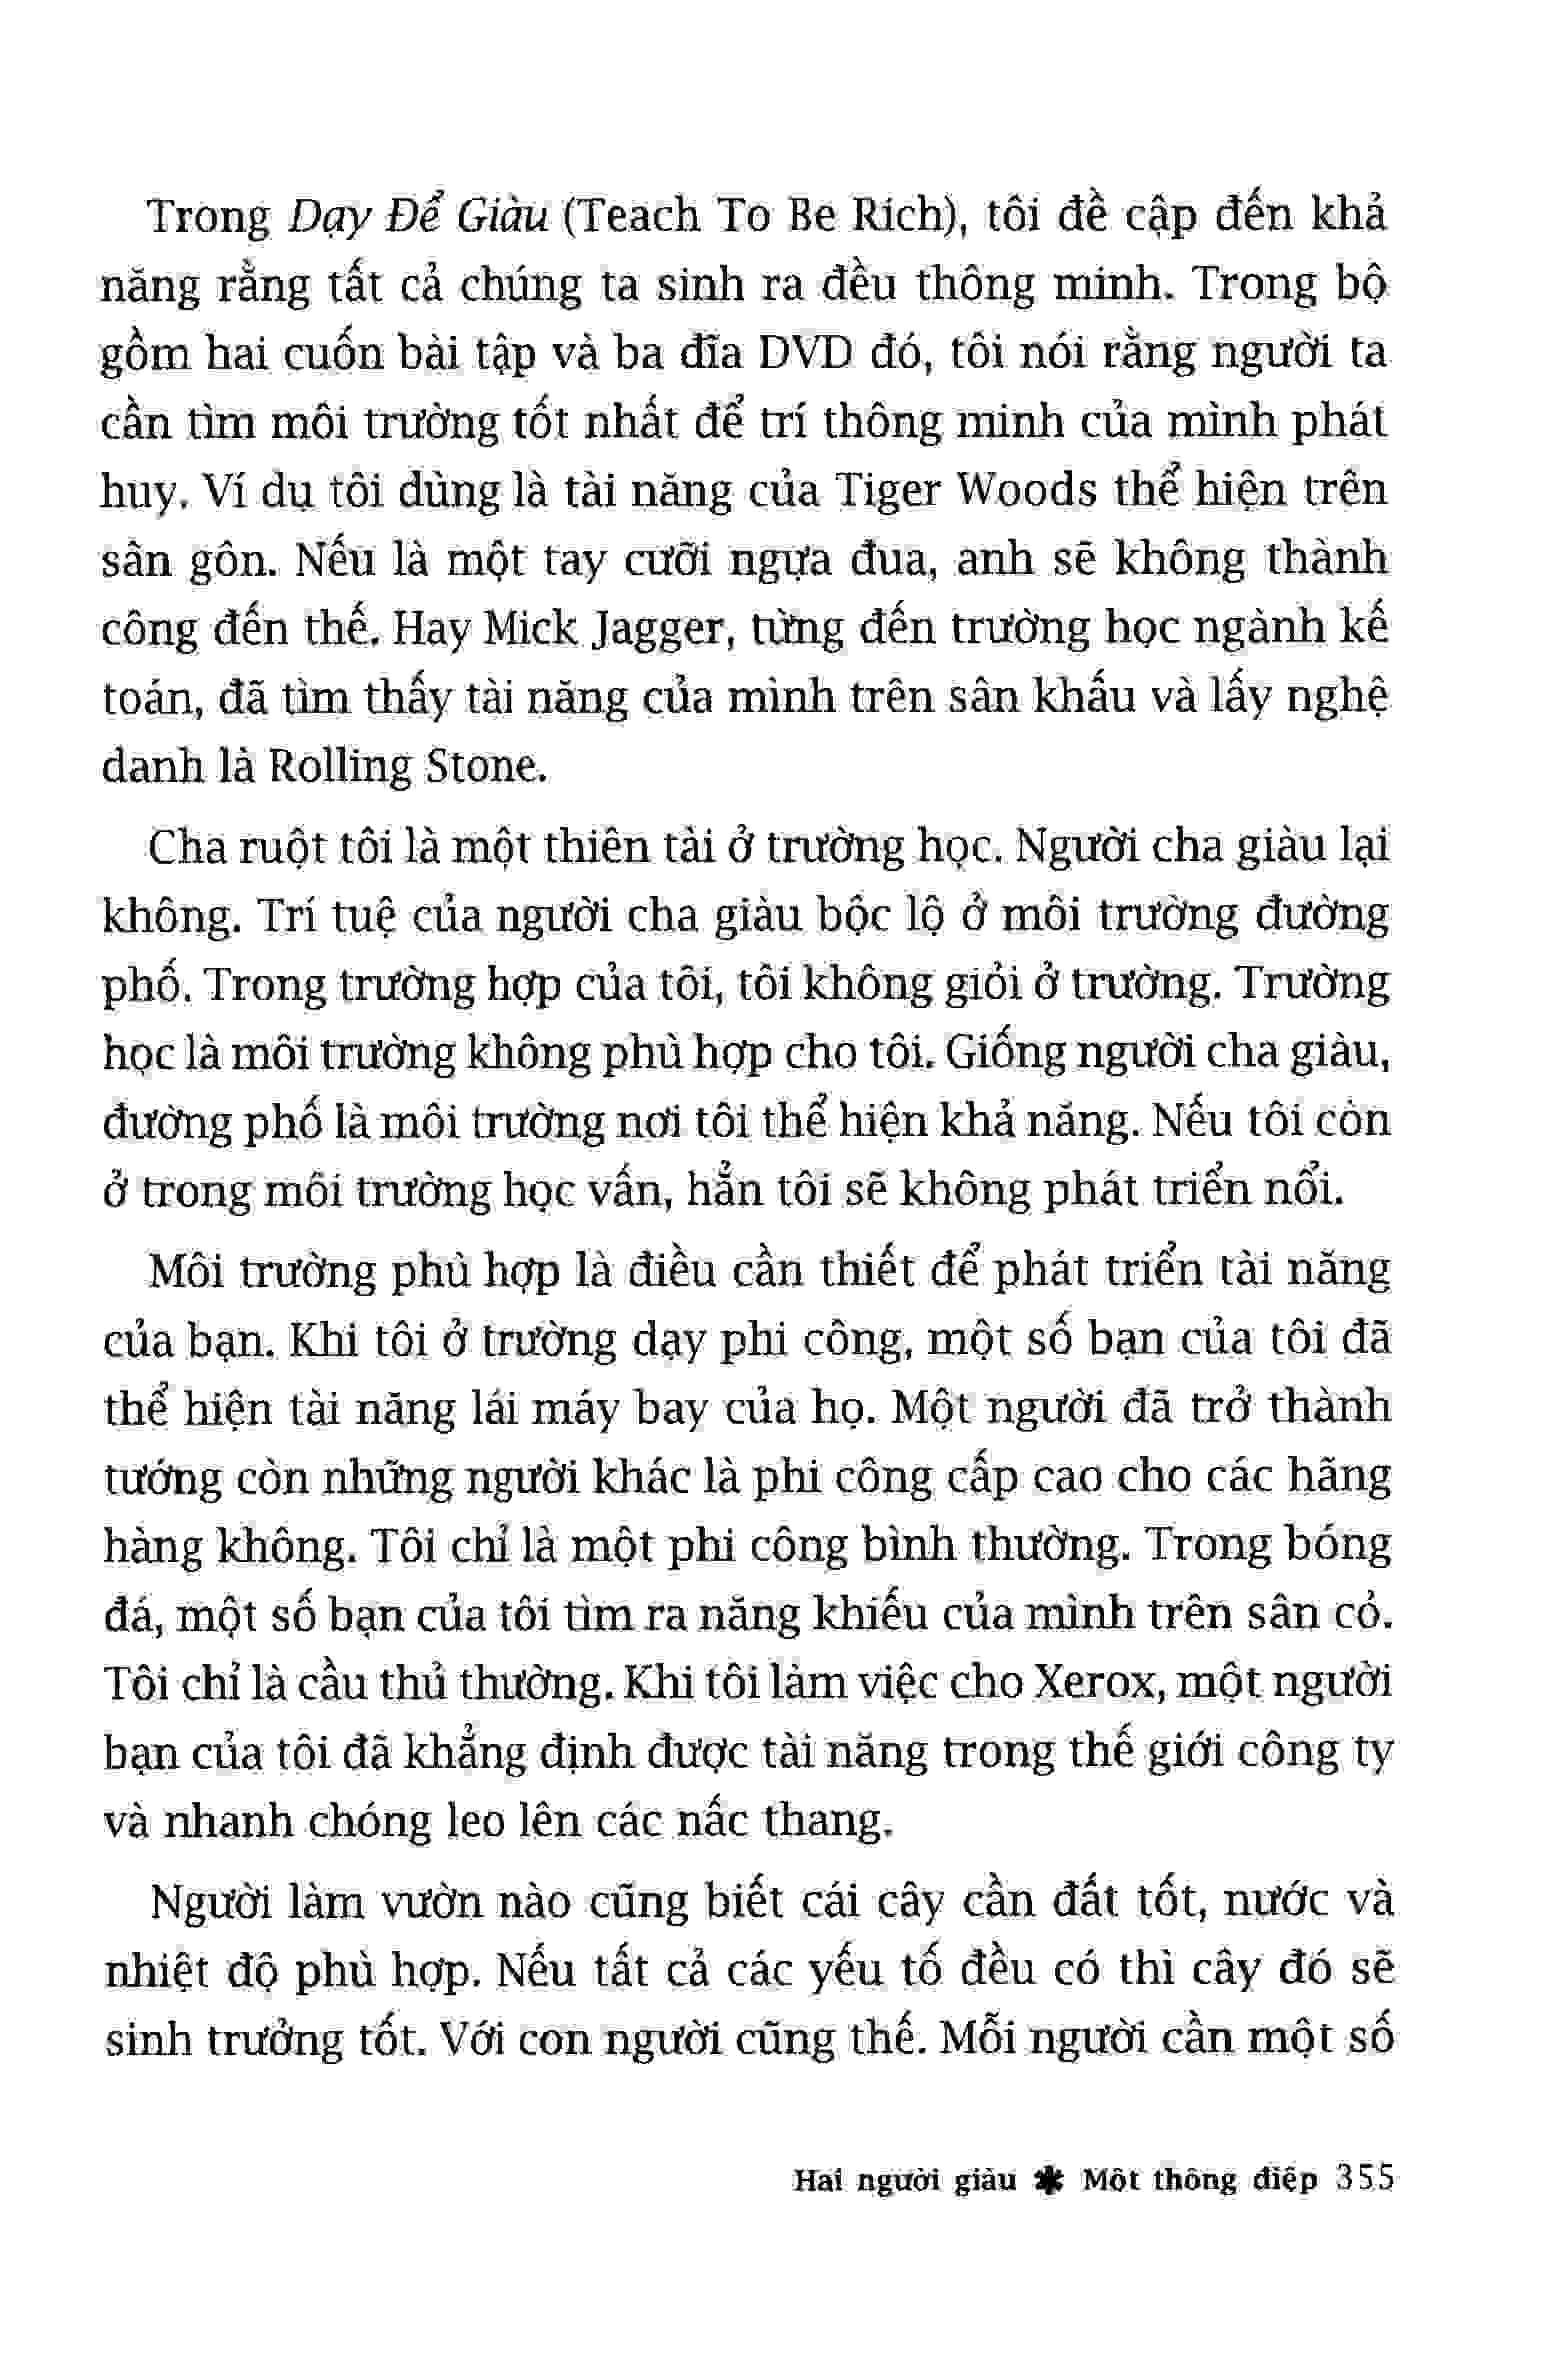 Trong Dạy Để Giàu (Teach To Be Rich), tôi đề cập đến khả
năng rằng tất cả chúng ta sinh ra đều thông minh. Trong bộ
gồm hai cuốn bài tập và ba đĩa DVD đó, tôi nói rằng người ta
cần tìm môi trường tốt nhất để trí thông minh của mình phát
huy. Ví dụ tôi dùng là tài năng của Tiger Woods thể hiện trên
sân gôn. Nếu là một tay cưỡi ngựa đua, anh sẽ không thành
công đến thế. Hay Mick Jagger, từng đến trường học ngành kế
toán, đã tìm thấy tài năng của mình trên sân khấu và lấy nghệ
danh là Rolling Stone.
Cha ruột tôi là một thiên tài ở trường học. Người cha giàu lại
không. Trí tuệ của người cha giàu bộc lộ ở môi trường đường
phố. Trong trường hợp của tôi, tôi không giỏi ở trường. Trường
học là môi trường không phù hợp cho tôi. Giống người cha giàu,
đường phố là môi trường nơi tôi thể hiện khả năng. Nếu tôi còn
ở trong môi trường học vấn, hẳn tôi sẽ không phát triển nổi.
Môi trường phù hợp là điều cần thiết để phát triển tài năng
của bạn. Khi tôi ở trường dạy phi công, một số bạn của tôi đã
thể hiện tài năng lái máy bay của họ. Một người đã trở thành
tướng còn những người khác là phi công cấp cao cho các hãng
hàng không. Tôi chỉ là một phi công bình thường. Trong bóng
đá, một số bạn của tôi tìm ra năng khiếu của mình trên sân cỏ.
Tôi chỉ là cầu thủ thường. Khi tôi làm việc cho Xerox, một người
bạn của tôi đã khẳng định được tài năng trong thế giới công ty
và nhanh chóng leo lên các nấc thang.
Người làm vườn nào cũng biết cái cây cần đất tốt, nước và
nhiệt độ phù hợp. Nếu tất cả các yếu tố đều có thì cây đó sẽ
sinh trưởng tốt. Với con người cũng thế. Mỗi người cần một số
Hai người giàu ✱ Một thông điệp 355